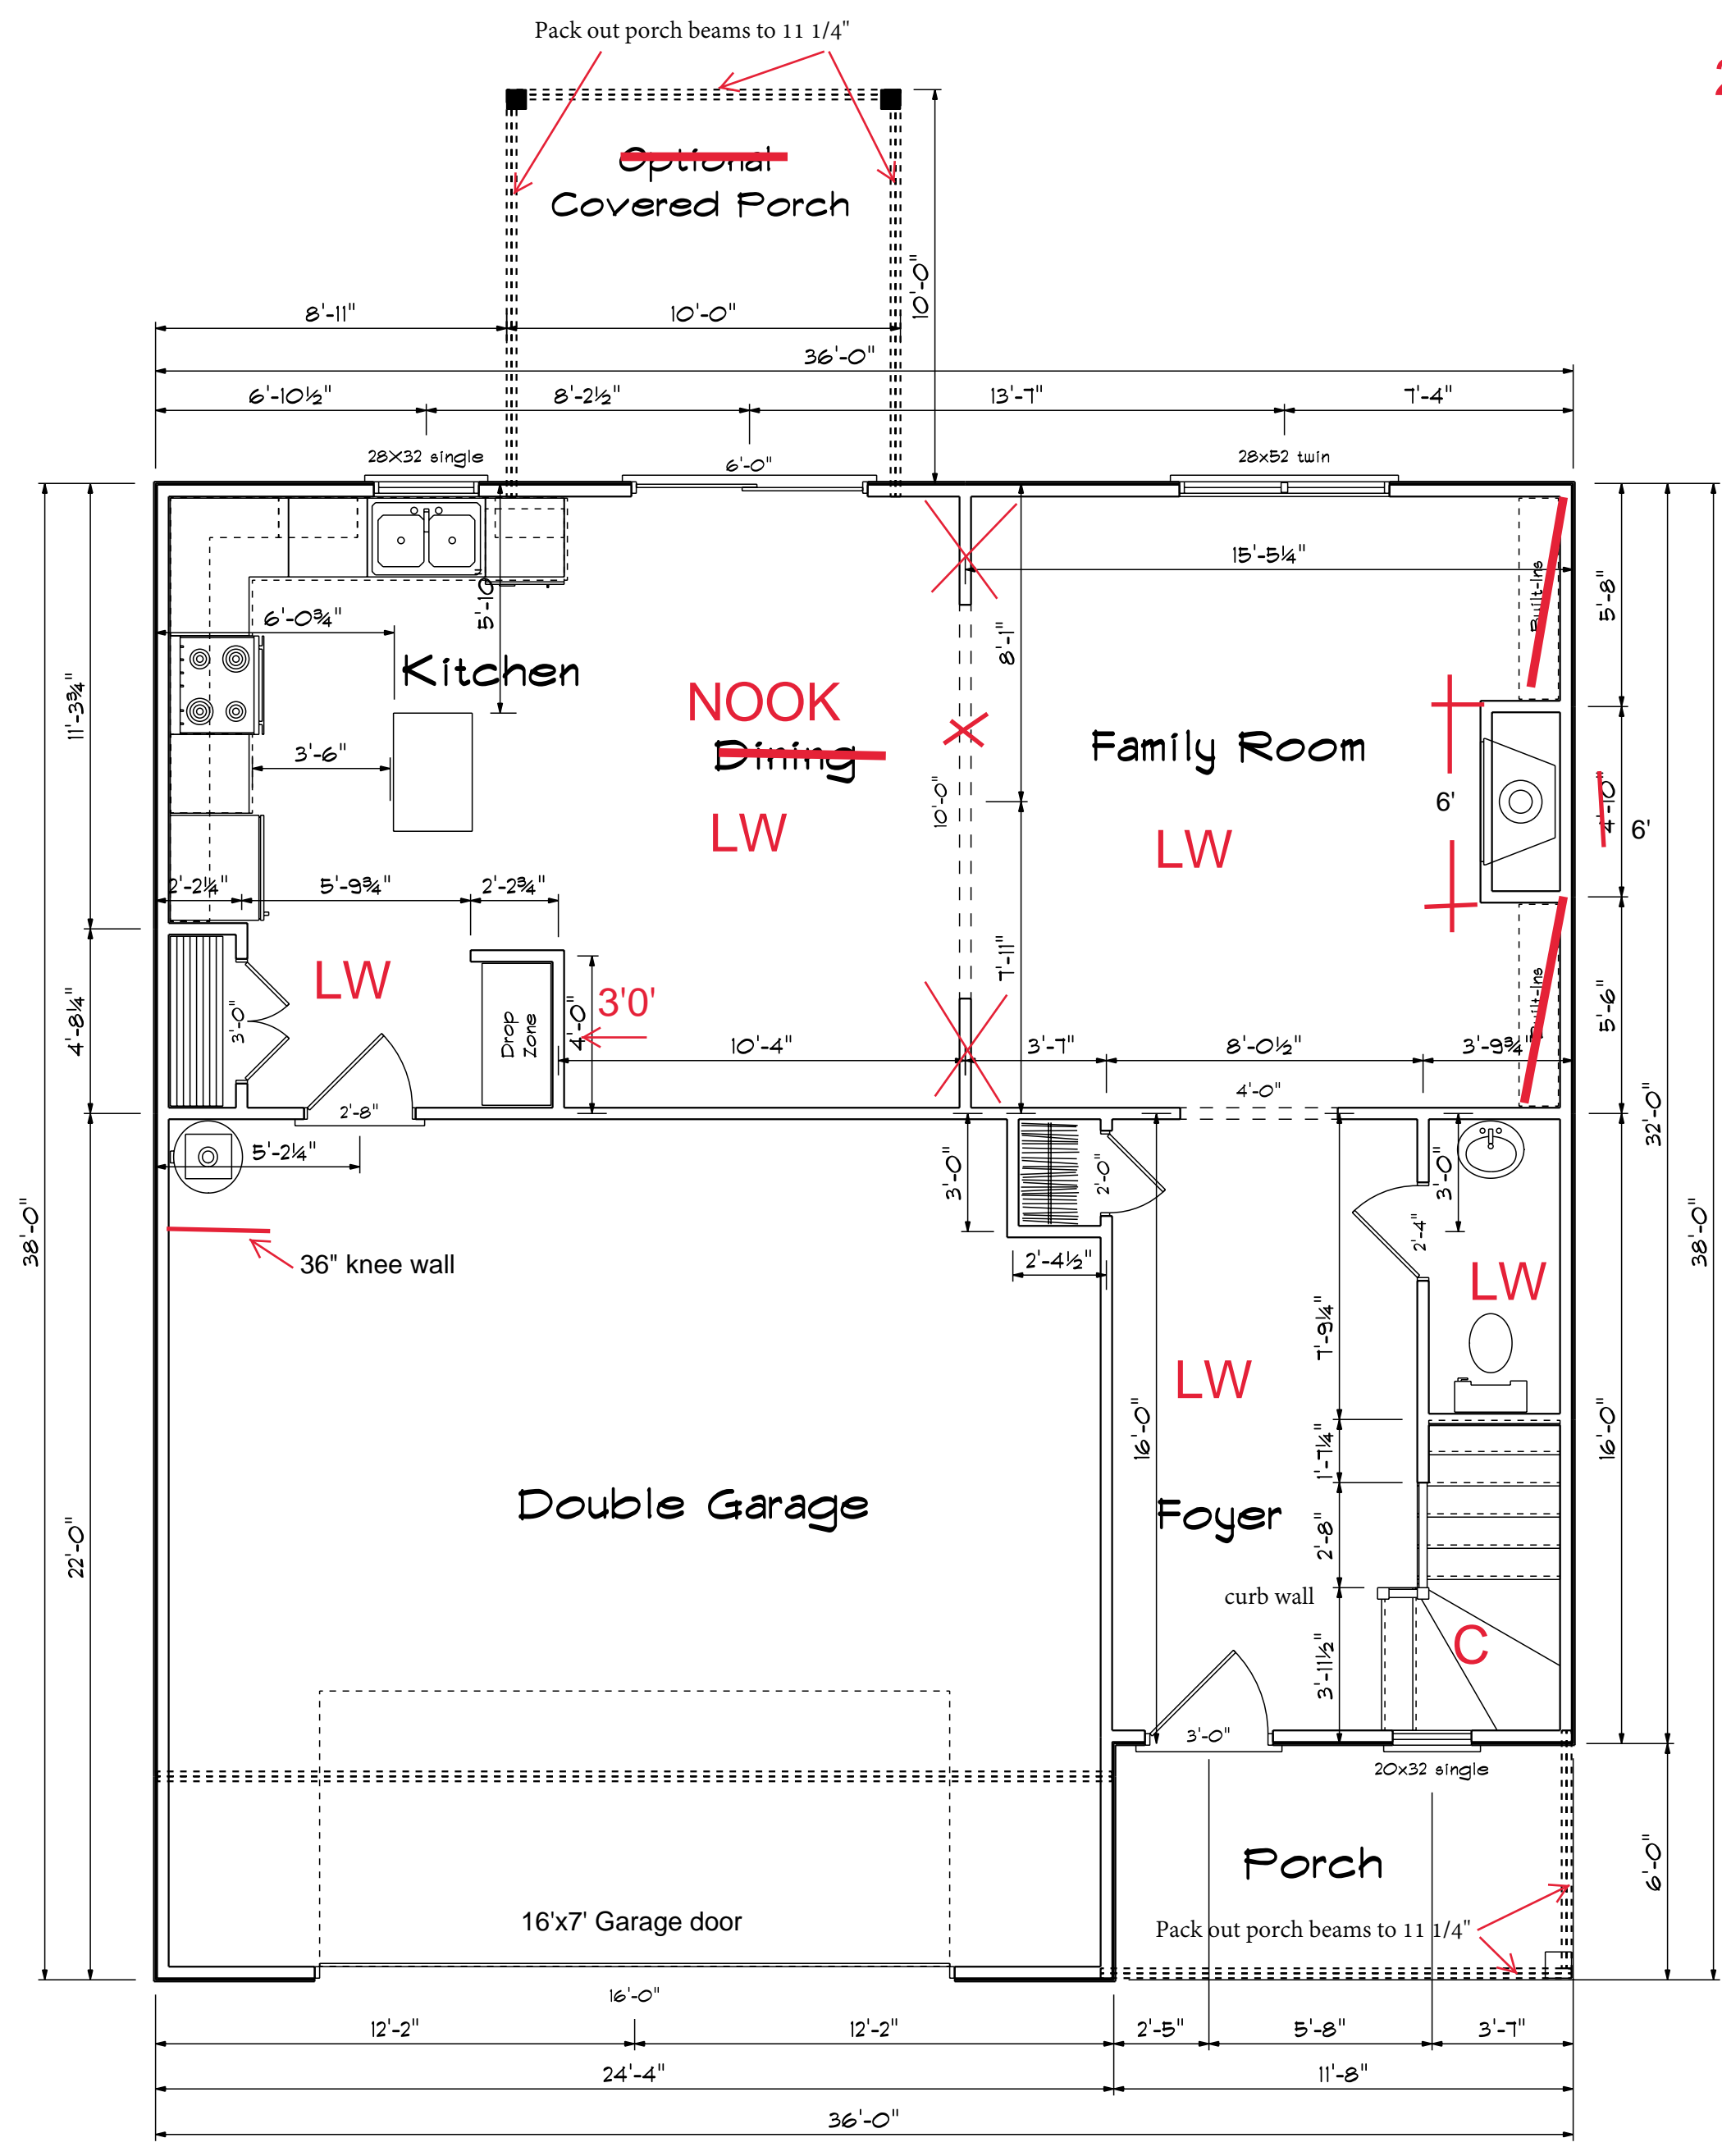 Pack out porch beams to 11 1/4"
Optional
Covered Porch
10'-0"
8'-11"
10'-0"
36'-0"
6'-10½"
8'-2½"
13'-7"
7'-4"
28X32 single
6'-0"
28x52 twin
15'-5¼"
Built-Ins
5'-8"
5'-10"
6'-0¾"
8'-1"
Kitchen
NOOK
Dining
Family Room
11'-3¾"
3'-6"
10'-0"
6'
4'-10"
6'
LW
LW
2'-2¼"
5'-9¾"
2'-2¾"
7'-11"
LW
3'0'
4'-0"
Drop
Zone
3'-0"
4'-8¼"
10'-4"
3'-7"
8'-0½"
3'-9¾"
Built-Ins
5'-6"
4'-0"
2'-8"
32'-0"
5'-2¼"
3'-0"
2'-0"
3'-0"
2'-4"
38'-0"
38'-0"
36" knee wall
2'-4½"
LW
7'-9¼"
LW
16'-0"
1'-7¼"
16'-0"
Double Garage
Foyer
22'-0"
2'-8"
curb wall
C
3'-11½"
3'-0"
20x32 single
Porch
6'-0"
16'x7' Garage door
Pack out porch beams to 11 1/4"
16'-0"
12'-2"
12'-2"
2'-5"
5'-8"
3'-7"
24'-4"
11'-8"
36'-0"